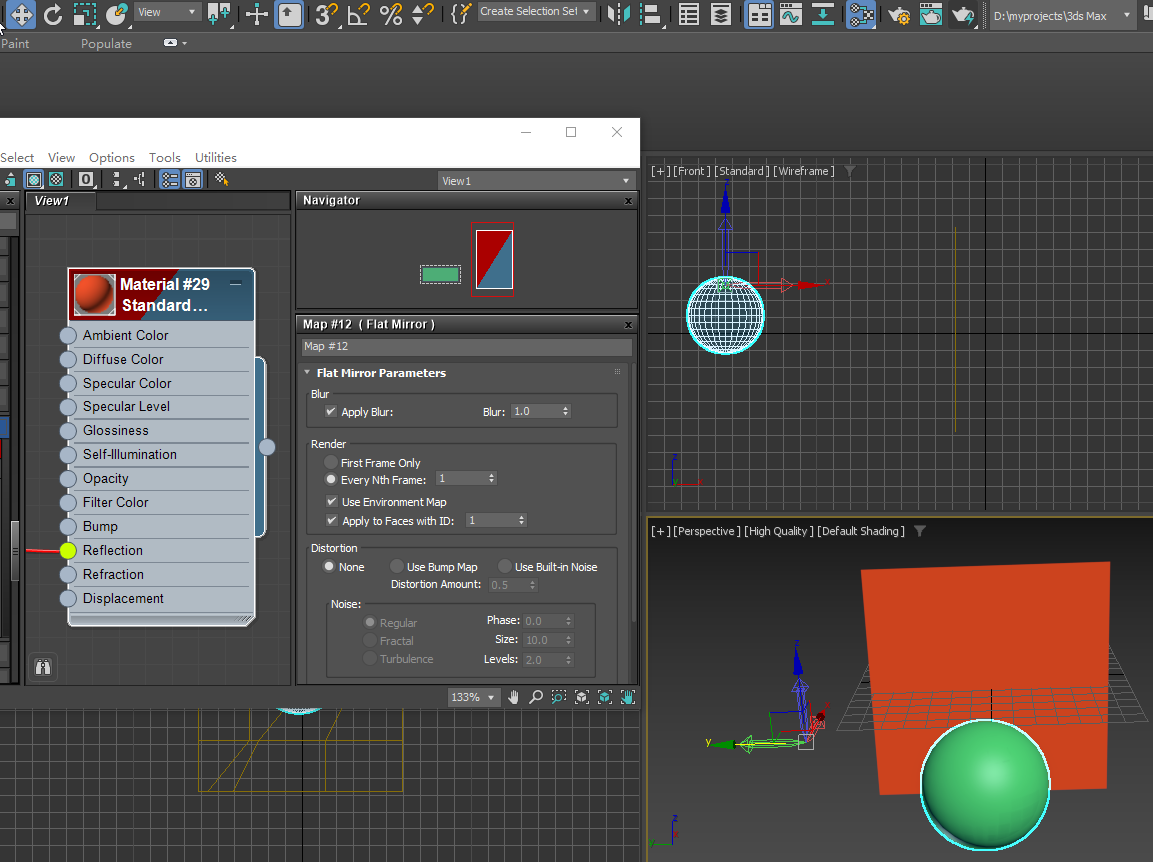 View
3
Create Selection Set
D:\myprojects\3ds Max
Paint
Populate
Select
View
Options
Tools
Utilities
0
View1
View1
Navigator
Material #29
Standard...
Ambient Color
Diffuse Color
Specular Color
Specular Level
Glossiness
Self-Illumination
Opacity
Filter Color
Bump
Reflection
Refraction
Displacement
Map #12 ( Flat Mirror )
Map #12
Flat Mirror Parameters
Blur
Apply Blur:
Blur: 1.0
Render
First Frame Only
Every Nth Frame: 1
Use Environment Map
Apply to Faces with ID: 1
Distortion
None
Use Bump Map
Use Built-in Noise
Distortion Amount: 0.5
Noise:
Regular
Phase: 0.0
Fractal
Size: 10.0
Turbulence
Levels: 2.0
133%
[+] [Front] [Standard] [Wireframe]
z
x
z
[+] [Perspective] [High Quality] [Default Shading]
z
y
z